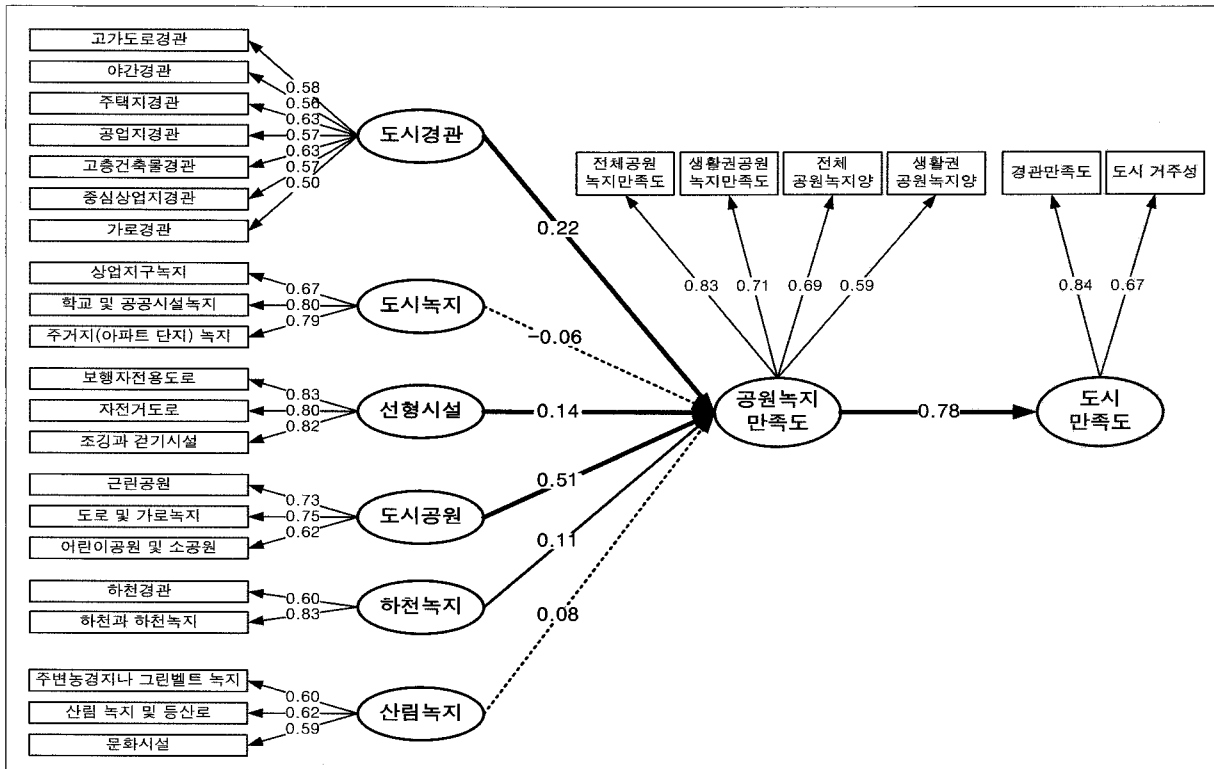 고가도로경관
야간경관
주택지경관
공업지경관
고층건축물경관
중심상업지경관
가로경관
0.58
0.56
0.63
0.57
0.63
0.57
0.50
도시경관
상업지구녹지
학교 및 공공시설녹지
주거지(아파트 단지) 녹지
0.67
0.80
0.79
도시녹지
보행자전용도로
자전거도로
조깅과 걷기시설
0.83
0.80
0.82
선형시설
근린공원
도로 및 가로녹지
어린이공원 및 소공원
0.73
0.75
0.62
도시공원
하천경관
하천과 하천녹지
0.60
0.83
하천녹지
주변농경지나 그린벨트 녹지
산림 녹지 및 등산로
문화시설
0.60
0.62
0.59
산림녹지
0.22
-0.06
0.14
0.51
0.11
0.08
전체공원
녹지만족도
생활권공원
녹지만족도
전체
공원녹지양
생활권
공원녹지양
0.83
0.71
0.69
0.59
공원녹지
만족도
0.78
경관만족도
도시 거주성
0.84
0.67
도시
만족도